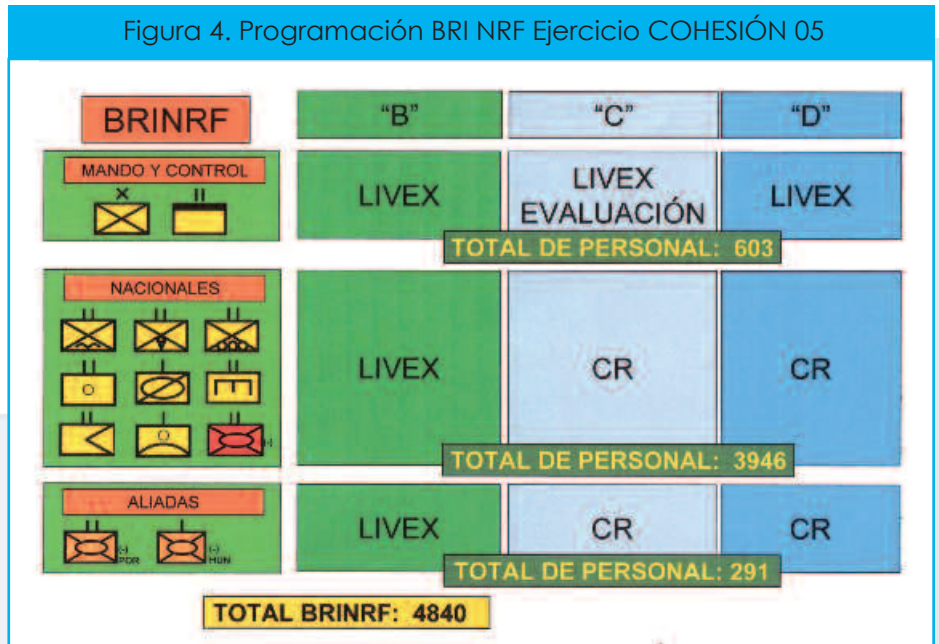 Figura 4. Programación BRI NRF Ejercicio COHESIÓN 05
BRINRF
“B”
“C”
“D”
MANDO Y CONTROL
LIVEX
LIVEX
EVALUACIÓN
LIVEX
TOTAL DE PERSONAL: 603
NACIONALES
LIVEX
CR
CR
(-)
TOTAL DE PERSONAL: 3946
ALIADAS
LIVEX
CR
CR
(-)
POR
(-)
HUN
TOTAL DE PERSONAL: 291
TOTAL BRINRF: 4840